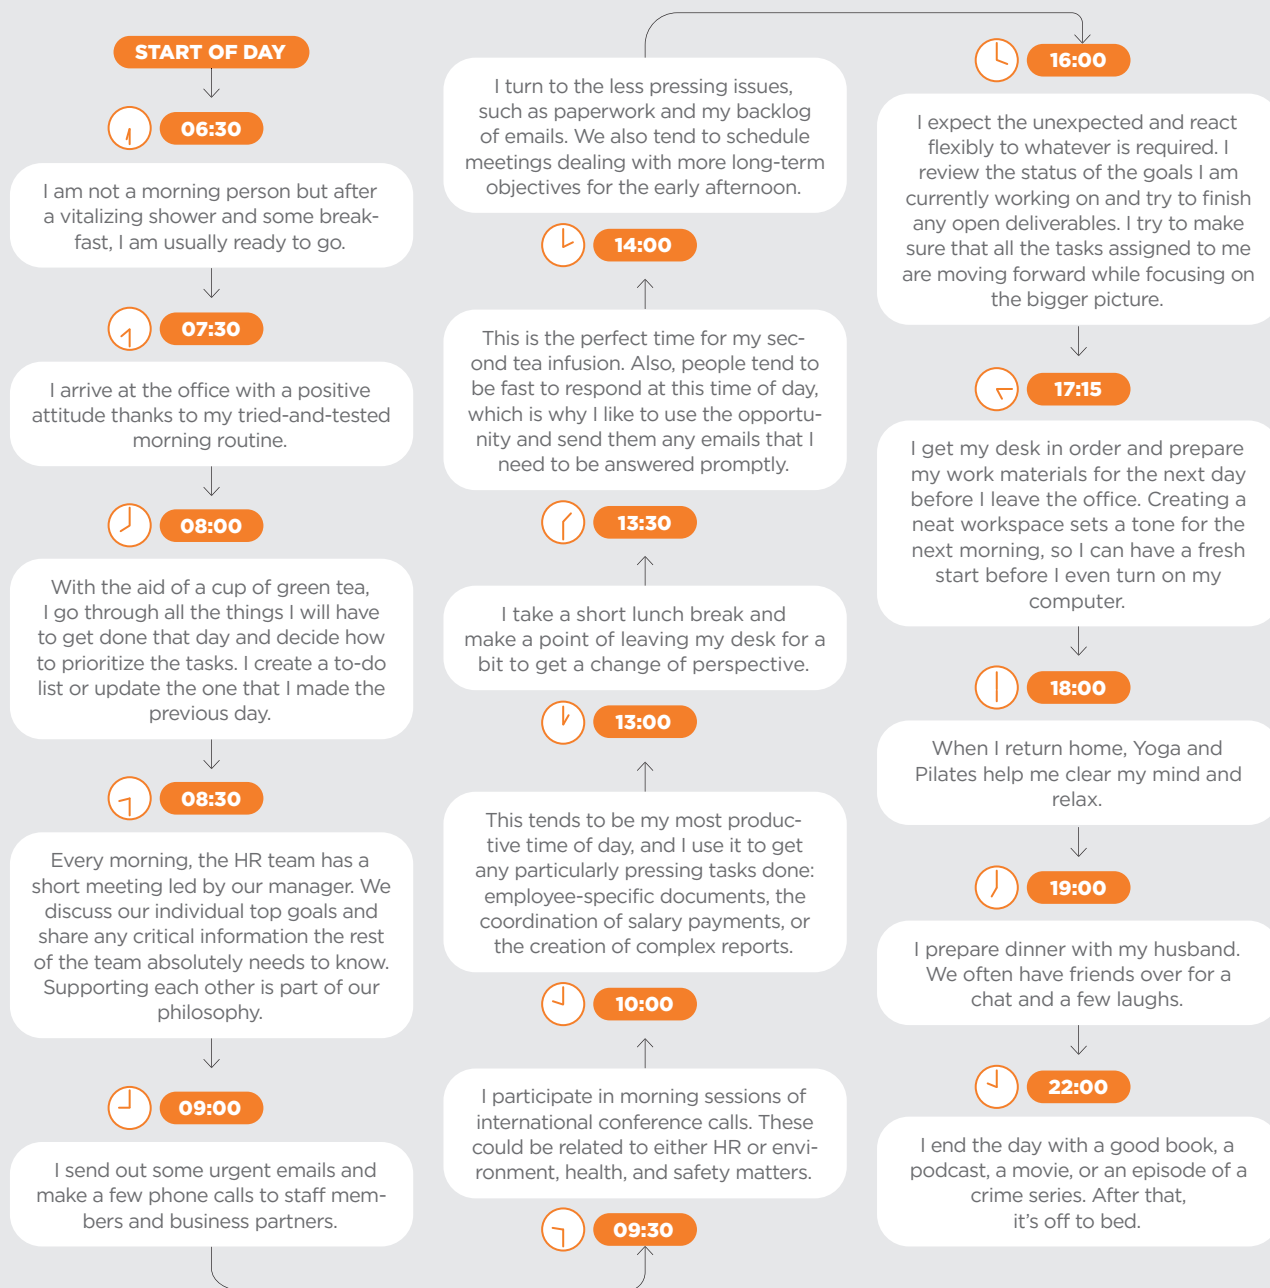 START OF DAY
06:30
I am not a morning person but after
a vitalizing shower and some break-
fast, I am usually ready to go.
07:30
I arrive at the office with a positive
attitude thanks to my tried-and-tested
morning routine.
08:00
With the aid of a cup of green tea,
I go through all the things I will have
to get done that day and decide how
to prioritize the tasks. I create a to-do
list or update the one that I made the
previous day.
08:30
Every morning, the HR team has a
short meeting led by our manager. We
discuss our individual top goals and
share any critical information the rest
of the team absolutely needs to know.
Supporting each other is part of our
philosophy.
09:00
I send out some urgent emails and
make a few phone calls to staff mem-
bers and business partners.
09:30
I participate in morning sessions of
international conference calls. These
could be related to either HR or envi-
ronment, health, and safety matters.
10:00
This tends to be my most produc-
tive time of day, and I use it to get
any particularly pressing tasks done:
employee-specific documents, the
coordination of salary payments, or
the creation of complex reports.
13:00
I take a short lunch break and
make a point of leaving my desk for a
bit to get a change of perspective.
13:30
This is the perfect time for my sec-
ond tea infusion. Also, people tend to
be fast to respond at this time of day,
which is why I like to use the opportu-
nity and send them any emails that I
need to be answered promptly.
14:00
I turn to the less pressing issues,
such as paperwork and my backlog
of emails. We also tend to schedule
meetings dealing with more long-term
objectives for the early afternoon.
16:00
I expect the unexpected and react
flexibly to whatever is required. I
review the status of the goals I am
currently working on and try to finish
any open deliverables. I try to make
sure that all the tasks assigned to me
are moving forward while focusing on
the bigger picture.
17:15
I get my desk in order and prepare
my work materials for the next day
before I leave the office. Creating a
neat workspace sets a tone for the
next morning, so I can have a fresh
start before I even turn on my
computer.
18:00
When I return home, Yoga and
Pilates help me clear my mind and
relax.
19:00
I prepare dinner with my husband.
We often have friends over for a
chat and a few laughs.
22:00
I end the day with a good book, a
podcast, a movie, or an episode of a
crime series. After that,
it’s off to bed.